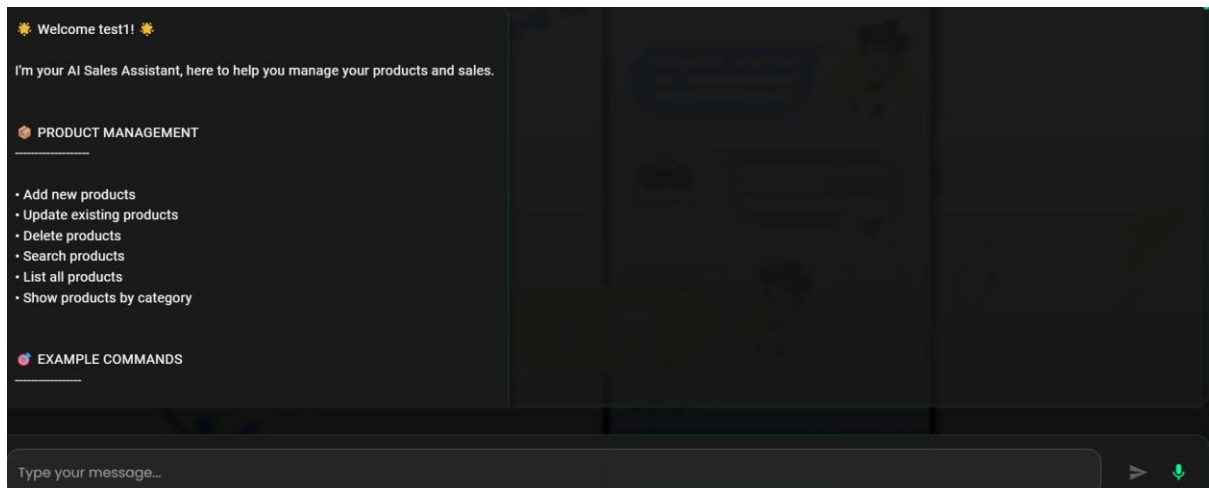 🌟 Welcome test1! 🌟
I'm your AI Sales Assistant, here to help you manage your products and sales.
📦 PRODUCT MANAGEMENT
-------------------
• Add new products
• Update existing products
• Delete products
• Search products
• List all products
• Show products by category
🎯 EXAMPLE COMMANDS
-----------------
Type your message...